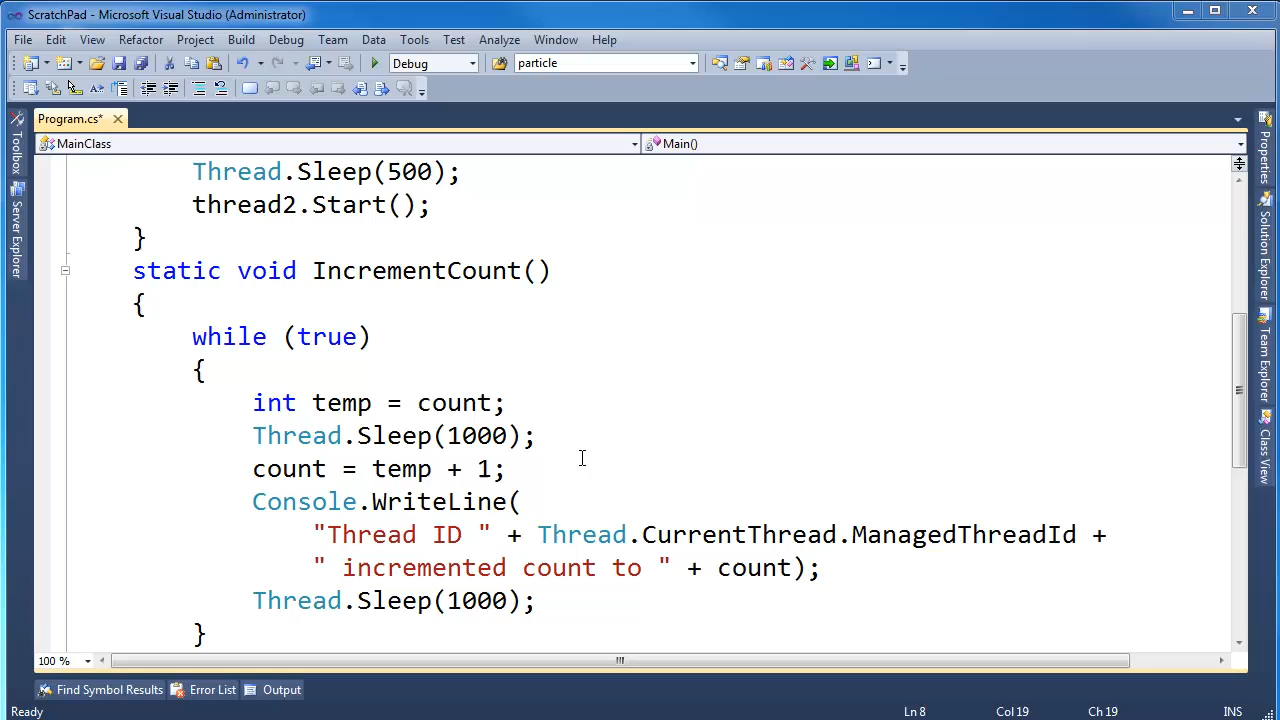 ScratchPad - Microsoft Visual Studio (Administrator)
File Edit View Refactor Project Build Debug Team Data Tools Test Analyze Window Help
Debug particle
Program.cs* ×
MainClass Main()
Toolbox
Server Explorer
Thread.Sleep(500);
thread2.Start();
}
static void IncrementCount()
{
while (true)
{
int temp = count;
Thread.Sleep(1000);
count = temp + 1;
Console.WriteLine(
"Thread ID " + Thread.CurrentThread.ManagedThreadId +
" incremented count to " + count);
Thread.Sleep(1000);
}
Properties
Solution Explorer
Team Explorer
Class View
100 %
Find Symbol Results Error List Output
Ready Ln 8 Col 19 Ch 19 INS